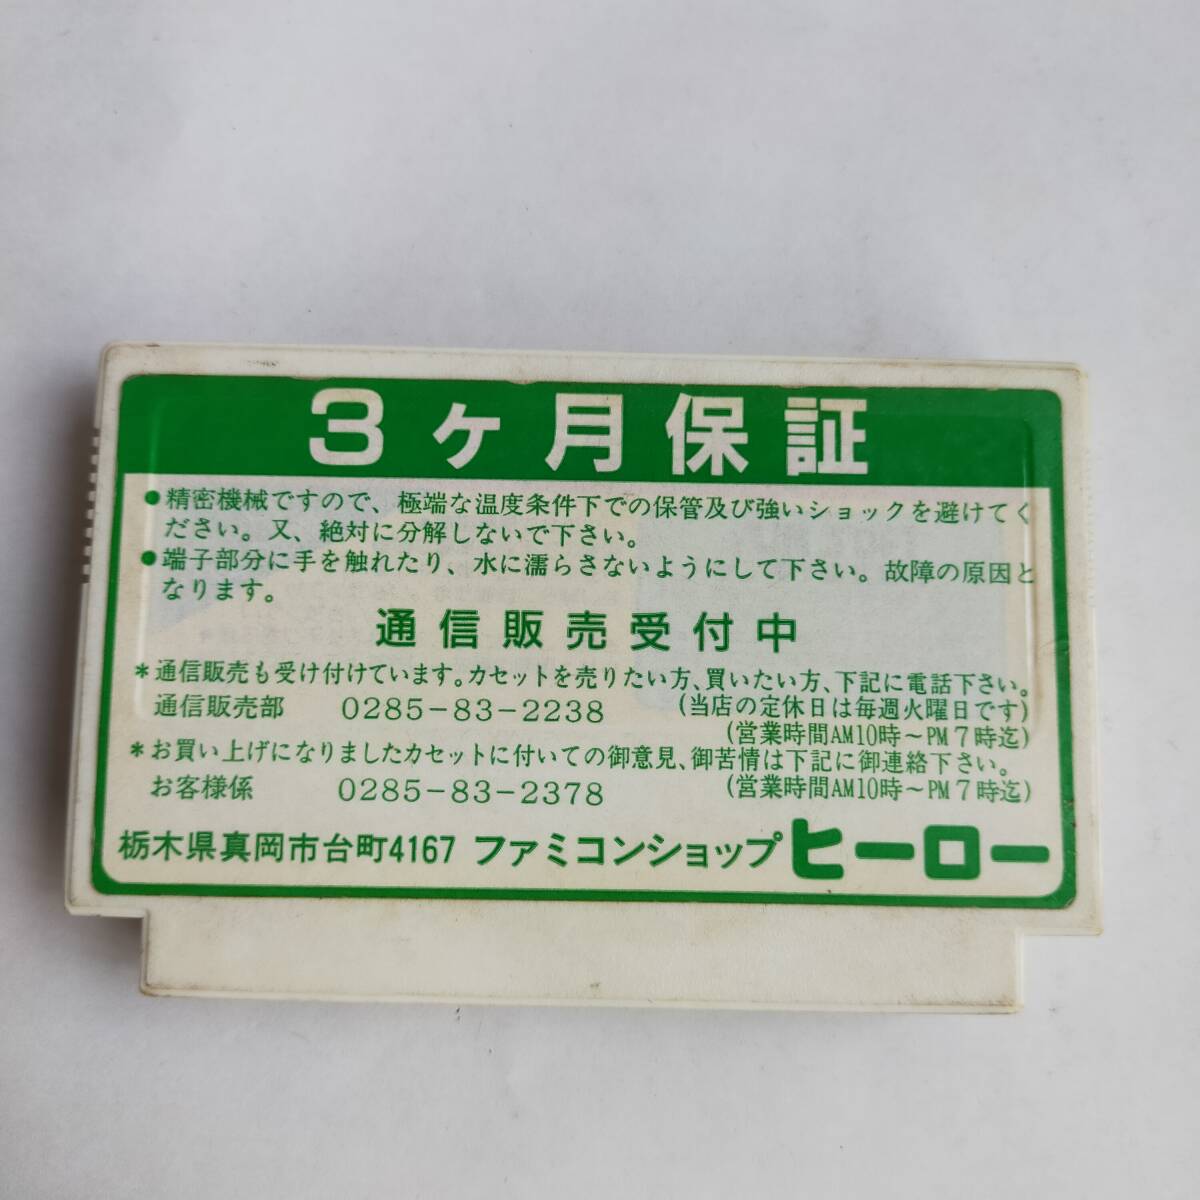 3ヶ月保証
●精密機械ですので、極端な温度条件下での保管及び強いショックを避けてく
ださい。又、絶対に分解しないで下さい。
●端子部分に手を触れたり、水に濡らさないようにして下さい。故障の原因と
なります。
通信販売受付中
*通信販売も受け付けています。カセットを売りたい方、買いたい方、下記に電話下さい。
通信販売部 0285-83-2238 (当店の定休日は毎週火曜日です)
(営業時間AM10時～PM7時迄)
*お買い上げになりましたカセットに付いての御意見、御苦情は下記に御連絡下さい。
お客様係 0285-83-2378 (営業時間AM10時～PM7時迄)
栃木県真岡市台町4167 ファミコンショップ ヒーロー